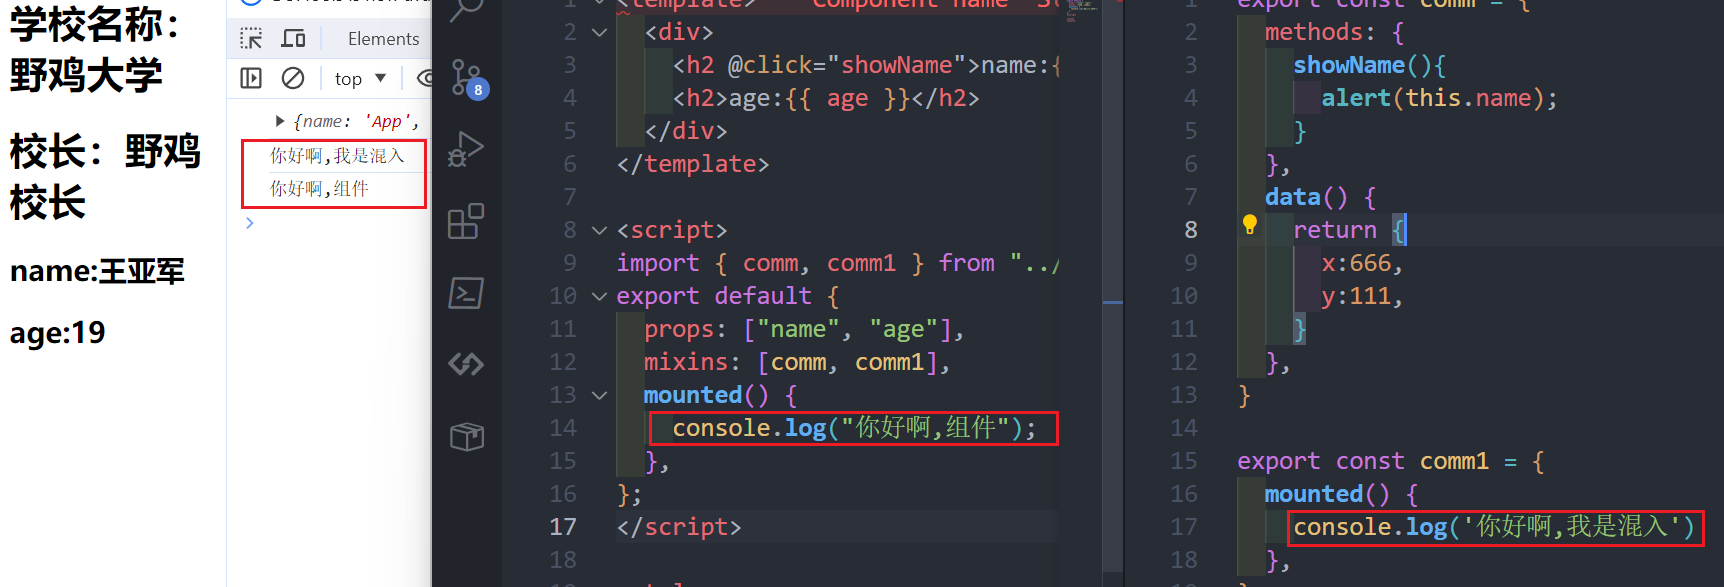 学校名称：
野鸡大学
校长：野鸡
校长
name:王亚军
age:19
Elements
top
{name: 'App',
你好啊,我是混入
你好啊,组件
8
1
2 <div>
3 <h2 @click="showName">name:{
4 <h2>age:{{ age }}</h2>
5 </div>
6 </template>
7
8 <script>
9 import { comm, comm1 } from "../
10 export default {
11 props: ["name", "age"],
12 mixins: [comm, comm1],
13 mounted() {
14 console.log("你好啊,组件");
15 },
16 };
17 </script>
18
1 export const comm = {
2 methods: {
3 showName(){
4 alert(this.name);
5 }
6 },
7 data() {
8 return {
9 x:666,
10 y:111,
11 }
12 },
13 }
14
15 export const comm1 = {
16 mounted() {
17 console.log('你好啊,我是混入')
18 },